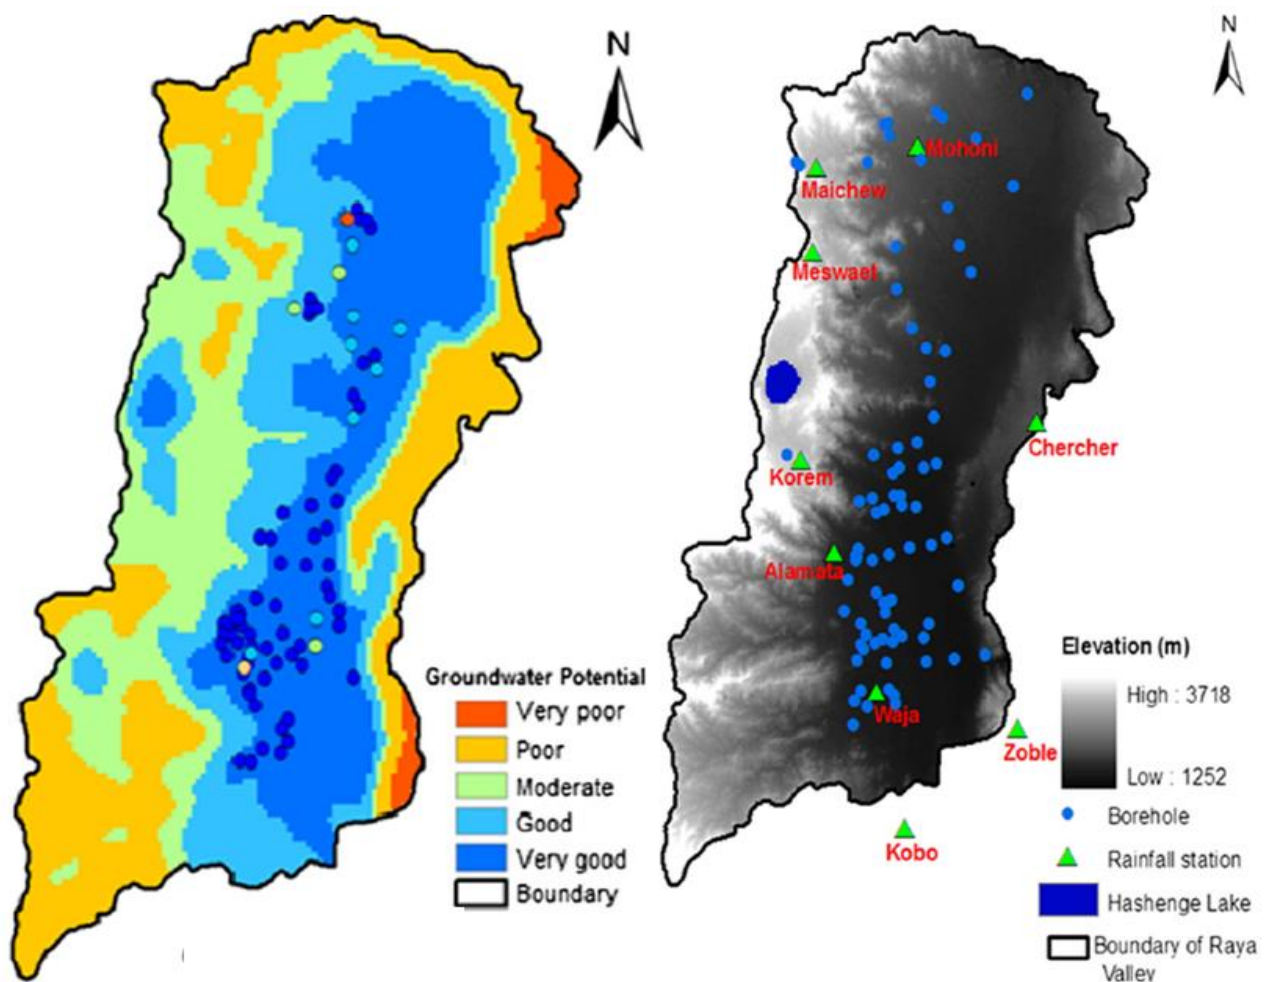 N
Groundwater Potential
Very poor
Poor
Moderate
Good
Very good
Boundary
N
Mohoni
Maichew
Meswaet
Chercher
Korem
Alamata
Waja
Zoble
Kobo
Elevation (m)
High : 3718
Low : 1252
Borehole
Rainfall station
Hashenge Lake
Boundary of Raya
Valley